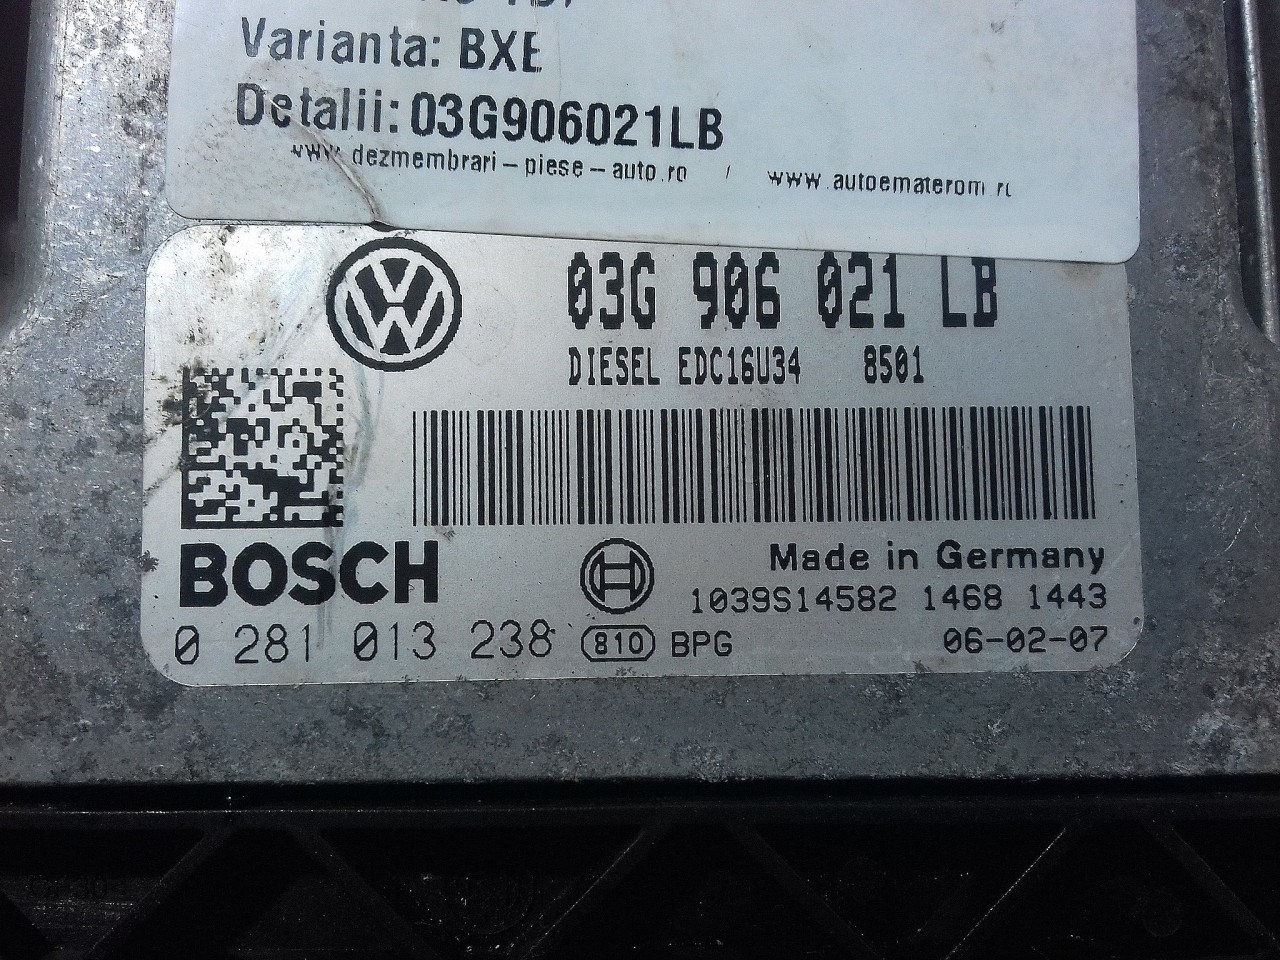 Varianta: BXE
Detalii: 03G906021LB
www.dezmembrari-piese-auto.ro / www.autoematerom.ro
03G 906 021 LB
DIESEL EDC16U34 8501
BOSCH
Made in Germany
1039S14582 1468 1443
0 281 013 238 810 BPG 06-02-07